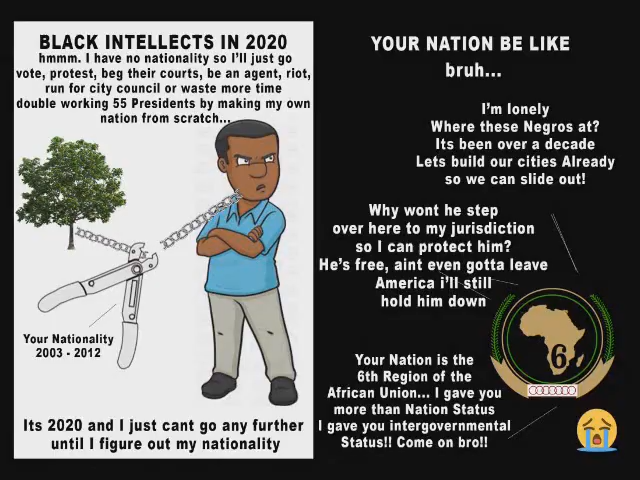 BLACK INTELLECTS IN 2020
hmmm. I have no nationality so I'll just go
vote, protest, beg their courts, be an agent, riot,
run for city council or waste more time
double working 55 Presidents by making my own
nation from scratch...
Your Nationality
2003 - 2012
Its 2020 and I just cant go any further
until I figure out my nationality
YOUR NATION BE LIKE
bruh...
I'm lonely
Where these Negros at?
Its been over a decade
Lets build our cities Already
so we can slide out!
Why wont he step
over here to my jurisdiction
so I can protect him?
He's free, aint even gotta leave
America i'll still
hold him down
6
Your Nation is the
6th Region of the
African Union... I gave you
more than Nation Status
I gave you intergovernmental
Status!! Come on bro!!